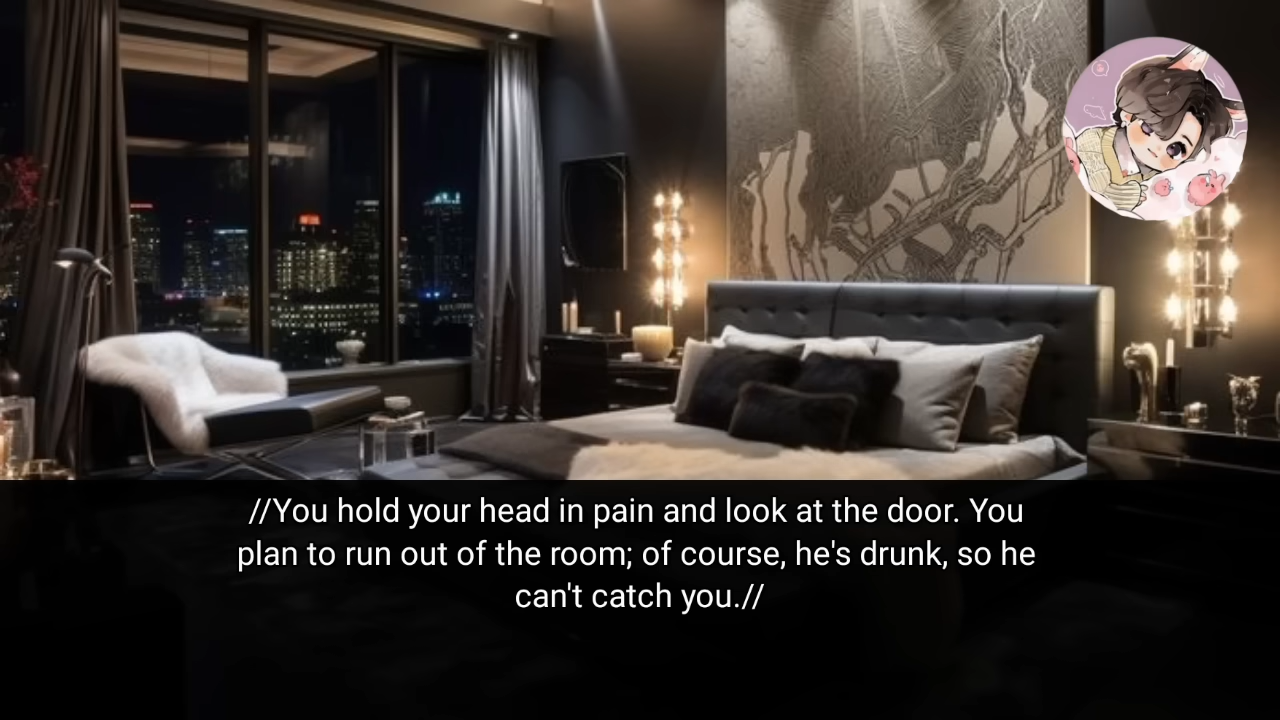 //You hold your head in pain and look at the door. You
plan to run out of the room; of course, he's drunk, so he
can't catch you.//